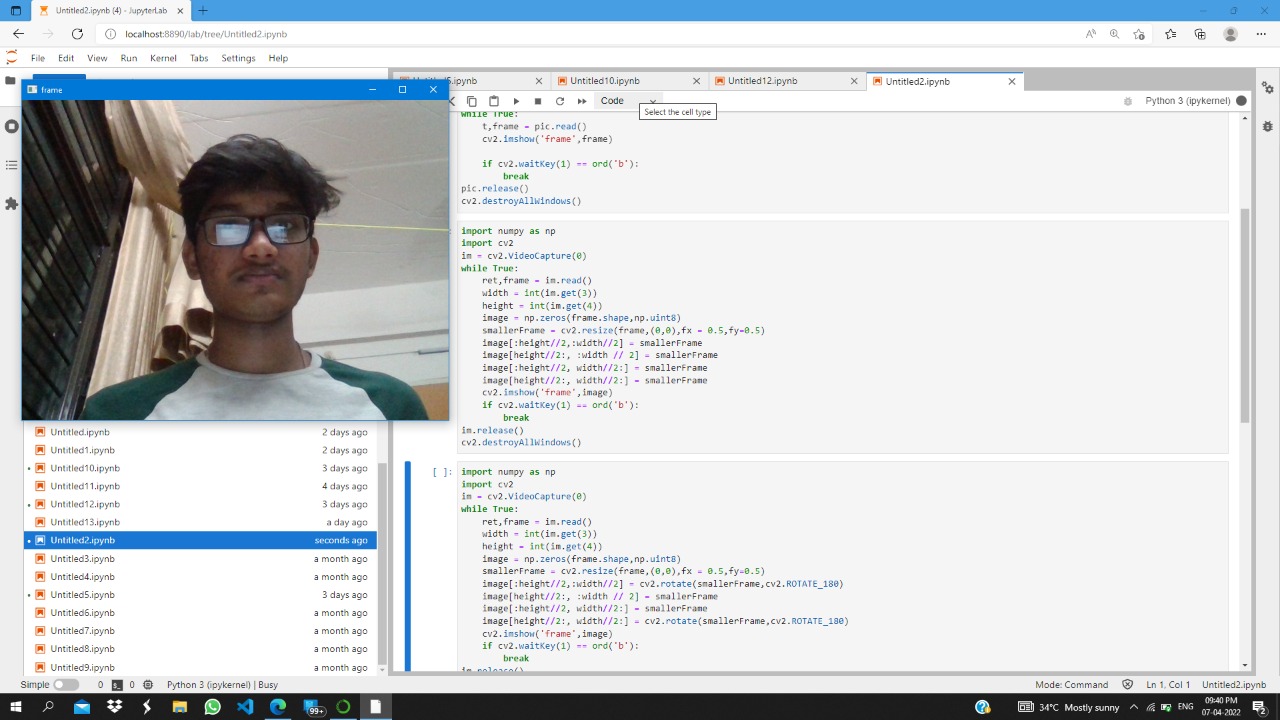 Untitled2.ipynb (4) - JupyterLab
localhost:8890/lab/tree/Untitled2.ipynb
File Edit View Run Kernel Tabs Settings Help
frame
Untitled10.ipynb
Untitled12.ipynb
Untitled2.ipynb
Code
Select the cell type
Python 3 (ipykernel)
while True:
t,frame = pic.read()
cv2.imshow('frame',frame)
if cv2.waitKey(1) == ord('b'):
break
pic.release()
cv2.destroyAllWindows()
import numpy as np
import cv2
im = cv2.VideoCapture(0)
while True:
ret,frame = im.read()
width = int(im.get(3))
height = int(im.get(4))
image = np.zeros(frame.shape,np.uint8)
smallerFrame = cv2.resize(frame,(0,0),fx = 0.5,fy=0.5)
image[:height//2,:width//2] = smallerFrame
image[height//2:, :width // 2] = smallerFrame
image[:height//2, width//2:] = smallerFrame
image[height//2:, width//2:] = smallerFrame
cv2.imshow('frame',image)
if cv2.waitKey(1) == ord('b'):
break
im.release()
cv2.destroyAllWindows()
[ ]:
import numpy as np
import cv2
im = cv2.VideoCapture(0)
while True:
ret,frame = im.read()
width = int(im.get(3))
height = int(im.get(4))
image = np.zeros(frame.shape,np.uint8)
smallerFrame = cv2.resize(frame,(0,0),fx = 0.5,fy=0.5)
image[:height//2,:width//2] = cv2.rotate(smallerFrame,cv2.ROTATE_180)
image[height//2:, :width // 2] = smallerFrame
image[:height//2, width//2:] = smallerFrame
image[height//2:, width//2:] = cv2.rotate(smallerFrame,cv2.ROTATE_180)
cv2.imshow('frame',image)
if cv2.waitKey(1) == ord('b'):
break
im.release()
Untitled.ipynb 2 days ago
Untitled1.ipynb 2 days ago
Untitled10.ipynb 3 days ago
Untitled11.ipynb 4 days ago
Untitled12.ipynb 3 days ago
Untitled13.ipynb a day ago
Untitled2.ipynb seconds ago
Untitled3.ipynb a month ago
Untitled4.ipynb a month ago
Untitled5.ipynb 3 days ago
Untitled6.ipynb a month ago
Untitled7.ipynb a month ago
Untitled8.ipynb a month ago
Untitled9.ipynb a month ago
Simple 0 0 Python 3 (ipykernel) | Busy
Mode: Command Ln 1, Col 1 Untitled2.ipynb
99+
34°C Mostly sunny ENG
09:40 PM
07-04-2022
2